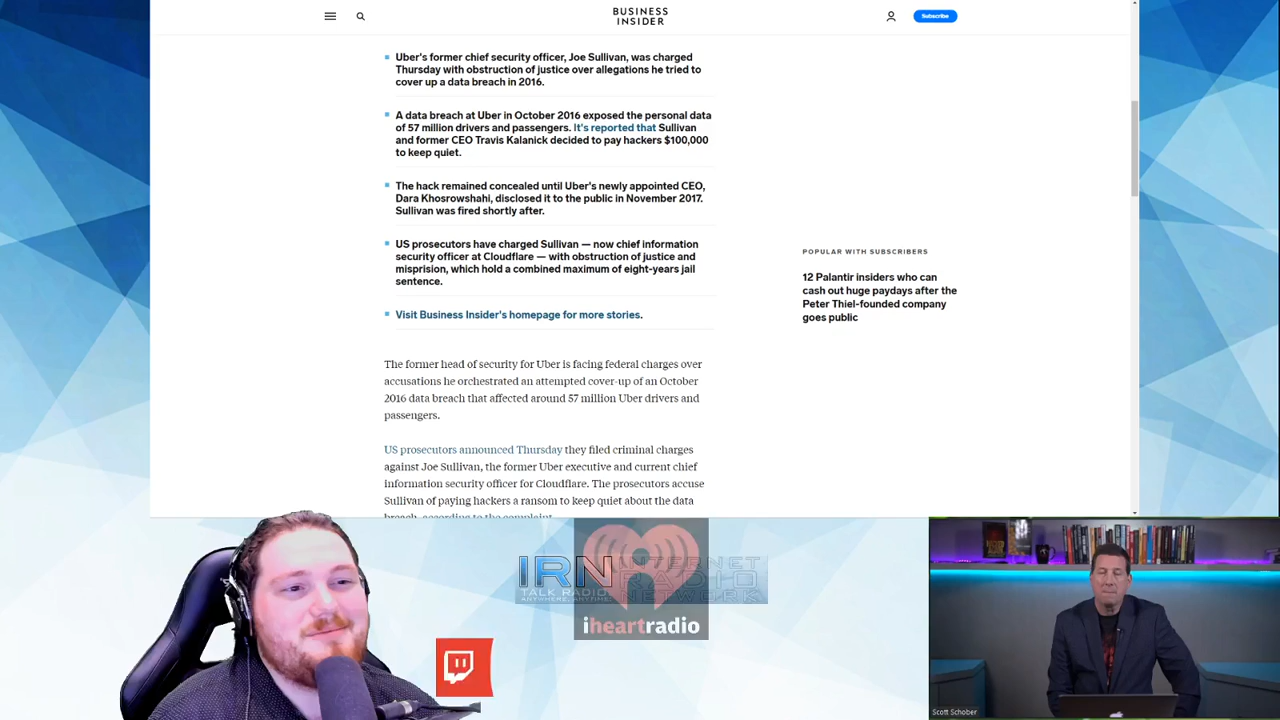 BUSINESS
INSIDER
Subscribe
Uber's former chief security officer, Joe Sullivan, was charged
Thursday with obstruction of justice over allegations he tried to
cover up a data breach in 2016.
A data breach at Uber in October 2016 exposed the personal data
of 57 million drivers and passengers. It's reported that Sullivan
and former CEO Travis Kalanick decided to pay hackers $100,000
to keep quiet.
The hack remained concealed until Uber's newly appointed CEO,
Dara Khosrowshahi, disclosed it to the public in November 2017.
Sullivan was fired shortly after.
US prosecutors have charged Sullivan — now chief information
security officer at Cloudflare — with obstruction of justice and
misprision, which hold a combined maximum of eight-years jail
sentence.
Visit Business Insider's homepage for more stories.
POPULAR WITH SUBSCRIBERS
12 Palantir insiders who can
cash out huge paydays after the
Peter Thiel-founded company
goes public
The former head of security for Uber is facing federal charges over
accusations he orchestrated an attempted cover-up of an October
2016 data breach that affected around 57 million Uber drivers and
passengers.
US prosecutors announced Thursday they filed criminal charges
against Joe Sullivan, the former Uber executive and current chief
information security officer for Cloudflare. The prosecutors accuse
Sullivan of paying hackers a ransom to keep quiet about the data
breach, according to the complaint.
IRN INTERNET
TALK RADIO RADIO
ANYWHERE, ANYTIME. NETWORK
iheartradio
Scott Schober